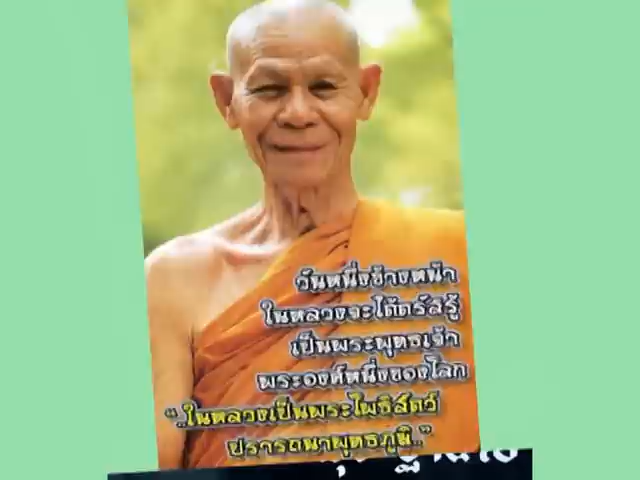 วันหนึ่งข้างหน้า
ในหลวงจะได้ตรัสรู้
เป็นพระพุทธเจ้า
พระองค์หนึ่งของโลก
“..ในหลวงเป็นพระโพธิสัตว์
ปรารถนาพุทธภูมิ..”